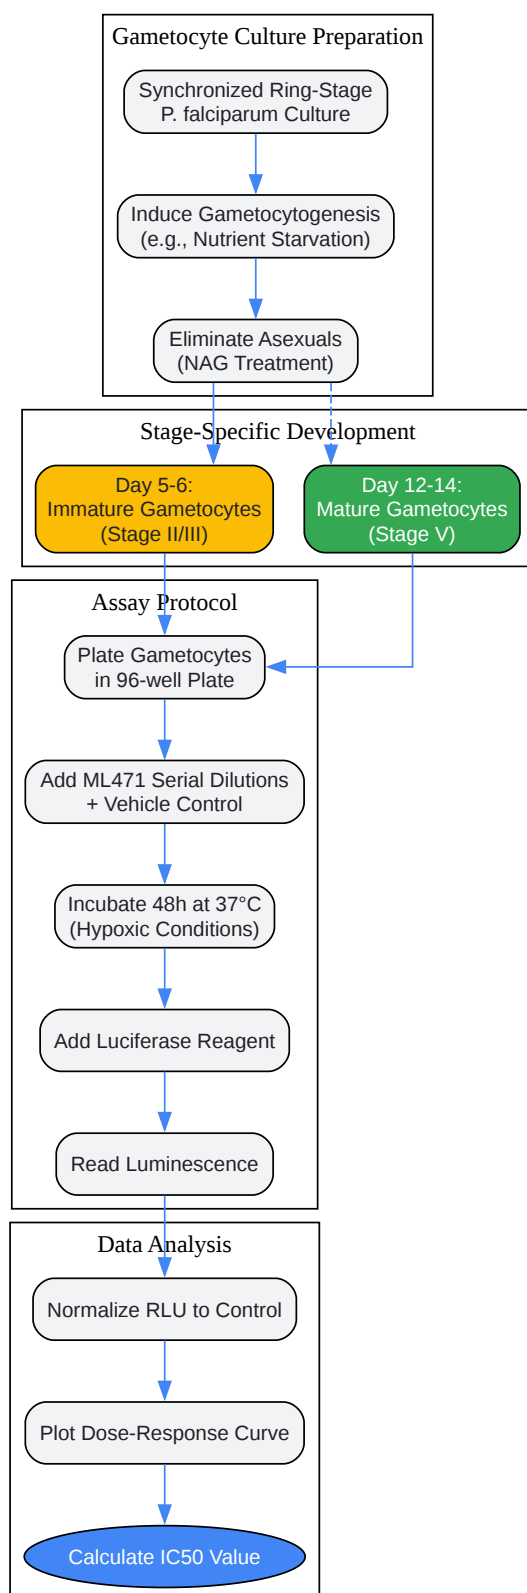 Gametocyte Culture Preparation
Synchronized Ring-Stage
P. falciparum Culture
Induce Gametocytogenesis
(e.g., Nutrient Starvation)
Eliminate Asexuals
(NAG Treatment)
Stage-Specific Development
Day 5-6:
Immature Gametocytes
(Stage II/III)
Day 12-14:
Mature Gametocytes
(Stage V)
Assay Protocol
Plate Gametocytes
in 96-well Plate
Add ML471 Serial Dilutions
+ Vehicle Control
Incubate 48h at 37°C
(Hypoxic Conditions)
Add Luciferase Reagent
Read Luminescence
Data Analysis
Normalize RLU to Control
Plot Dose-Response Curve
Calculate IC50 Value